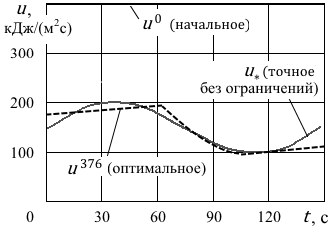 u,
кДж/(м²с)
u⁰ (начальное)
300
u* (точное
без ограничений)
200
u³⁷⁶ (оптимальное)
100
0 30 60 90 120 t, с